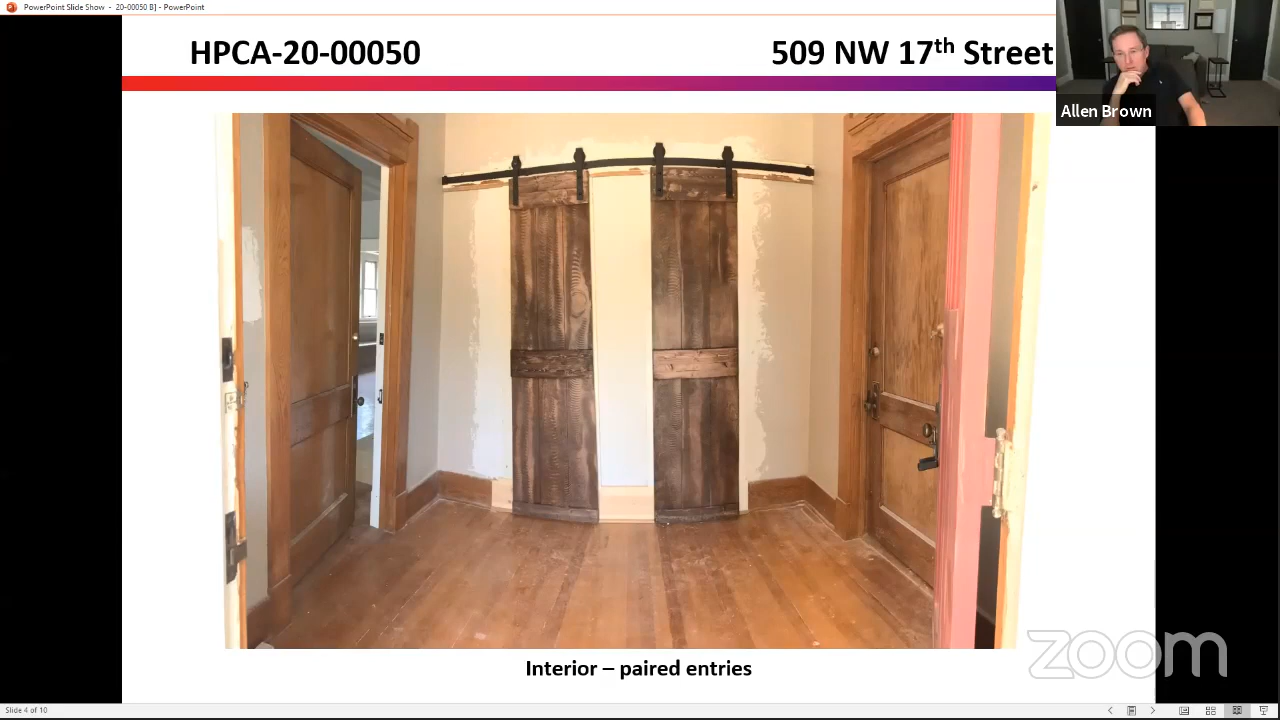 PowerPoint Slide Show - 20-00050 B] - PowerPoint
HPCA-20-00050
509 NW 17th Street
Allen Brown
Interior – paired entries
zoom
Slide 4 of 10